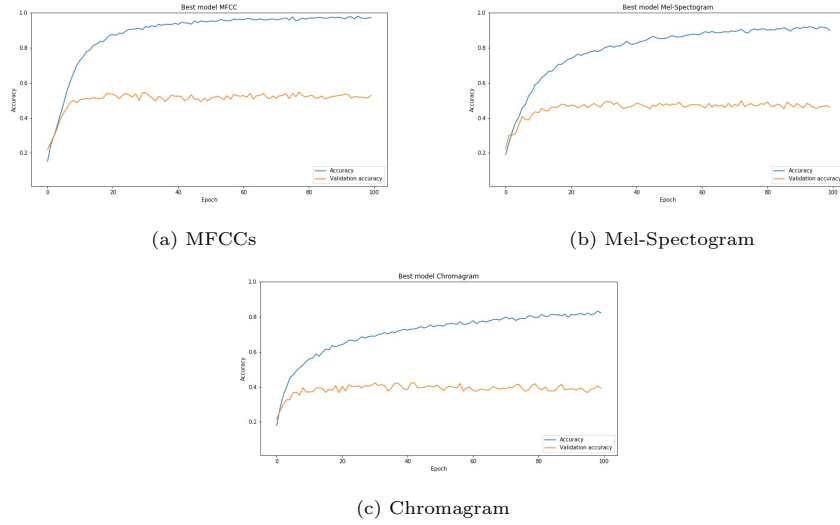 Best model MFCC
1.0
0.8
0.6
0.4
0.2
Accuracy
0 20 40 60 80 100
Epoch
Accuracy
Validation accuracy
(a) MFCCs
Best model Mel-Spectogram
1.0
0.8
0.6
0.4
0.2
Accuracy
0 20 40 60 80 100
Epoch
Accuracy
Validation accuracy
(b) Mel-Spectogram
Best model Chromagram
1.0
0.8
0.6
0.4
0.2
Accuracy
0 20 40 60 80 100
Epoch
Accuracy
Validation accuracy
(c) Chromagram